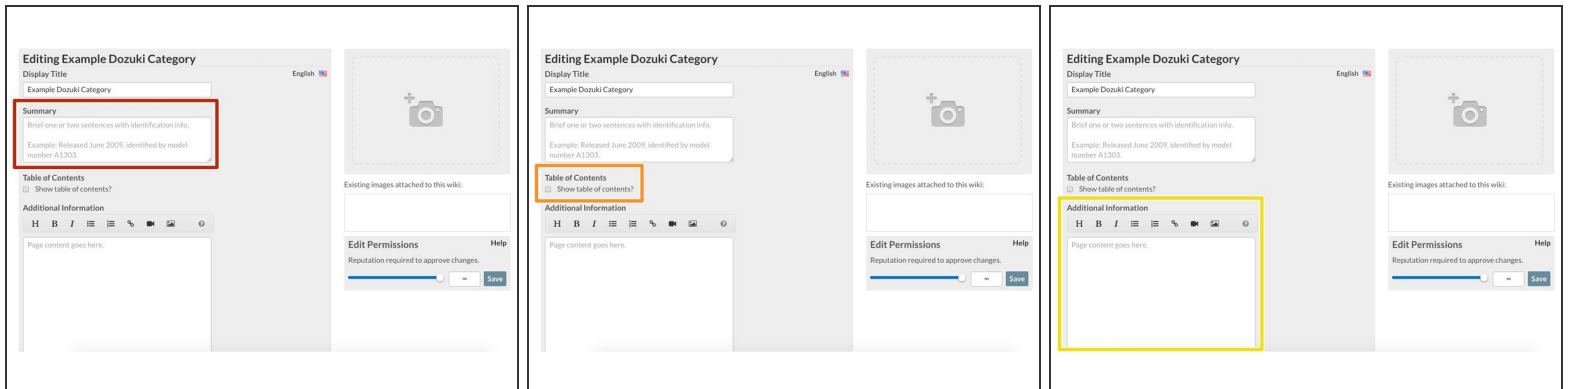 Editing Example Dozuki Category
Display Title
English
Example Dozuki Category
Summary
Brief one or two sentences with identification info.
Example: Released June 2009, identified by model
number A1303.
Table of Contents
Show table of contents?
Additional Information
H B I
Page content goes here.
Existing images attached to this wiki:
Edit Permissions
Help
Reputation required to approve changes.
∞
Save
Editing Example Dozuki Category
Display Title
English
Example Dozuki Category
Summary
Brief one or two sentences with identification info.
Example: Released June 2009, identified by model
number A1303.
Table of Contents
Show table of contents?
Additional Information
H B I
Page content goes here.
Existing images attached to this wiki:
Edit Permissions
Help
Reputation required to approve changes.
∞
Save
Editing Example Dozuki Category
Display Title
English
Example Dozuki Category
Summary
Brief one or two sentences with identification info.
Example: Released June 2009, identified by model
number A1303.
Table of Contents
Show table of contents?
Additional Information
H B I
Page content goes here.
Existing images attached to this wiki:
Edit Permissions
Help
Reputation required to approve changes.
∞
Save